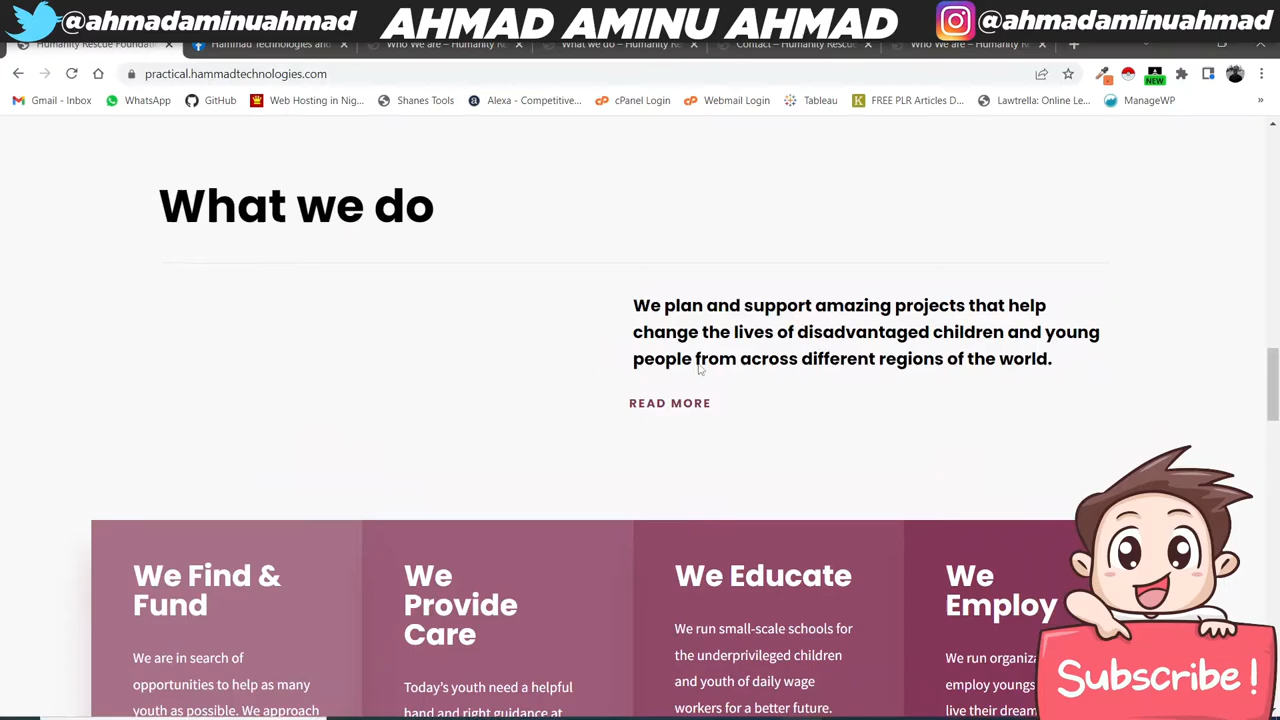 @ahmadaminuahmad AHMAD AMINU AHMAD @ahmadaminuahmad
Humanity Rescue Foundati Hammad Technologies and Who We are – Humanity Re What we do – Humanity Re Contact – Humanity Rescue Who We are – Humanity Re
practical.hammadtechnologies.com
NEW
Gmail - Inbox WhatsApp GitHub Web Hosting in Nig... Shanes Tools Alexa - Competitive... cPanel Login Webmail Login Tableau FREE PLR Articles D... Lawtrella: Online Le... ManageWP »
What we do
We plan and support amazing projects that help
change the lives of disadvantaged children and young
people from across different regions of the world.
READ MORE
We Find &
Fund
We are in search of
opportunities to help as many
youth as possible. We approach
We
Provide
Care
Today's youth need a helpful
hand and right guidance at
We Educate
We run small-scale schools for
the underprivileged children
and youth of daily wage
workers for a better future.
We
Employ
We run organiza
employ youngs
live their dream
Subscribe!